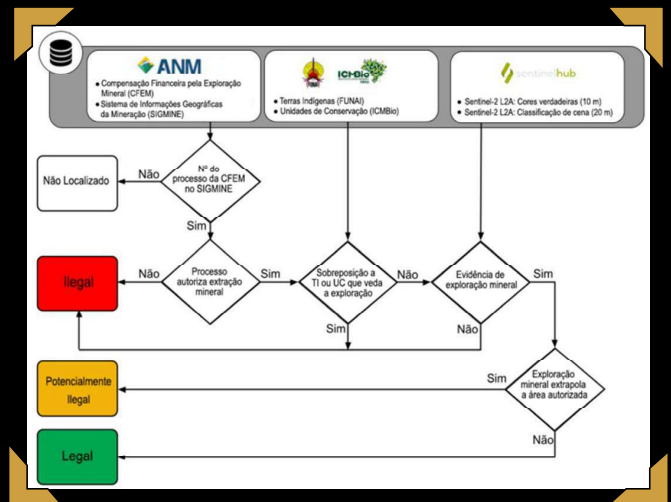 ANM
• Compensação Financeira pela Exploração
Mineral (CFEM)
• Sistema de Informações Geográficas
da Mineração (SIGMINE)
FUNAI
ICMBio
• Terras Indígenas (FUNAI)
• Unidades de Conservação (ICMBio)
sentinelhub
• Sentinel-2 L2A: Cores verdadeiras (10 m)
• Sentinel-2 L2A: Classificação de cena (20 m)
Não Localizado
Não
Nº do
processo da CFEM
no SIGMINE
Sim
Ilegal
Não
Processo
autoriza extração
mineral
Sim
Sobreposição a
TI ou UC que veda
a exploração
Não
Evidência de
exploração mineral
Sim
Sim
Não
Potencialmente
Ilegal
Sim
Exploração
mineral extrapola
a área autorizada
Não
Legal